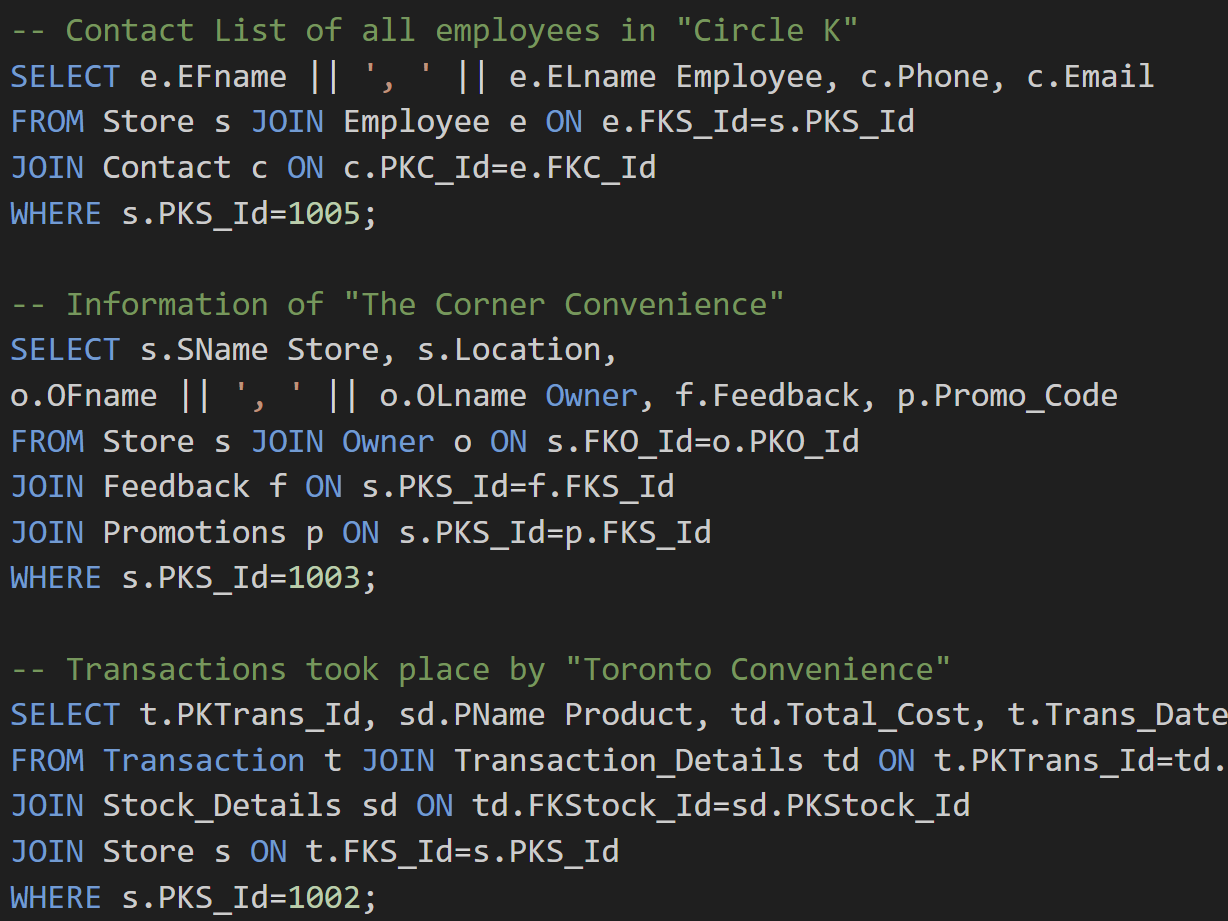 -- Contact List of all employees in "Circle K"
SELECT e.EFname || ', ' || e.ELname Employee, c.Phone, c.Email
FROM Store s JOIN Employee e ON e.FKS_Id=s.PKS_Id
JOIN Contact c ON c.PKC_Id=e.FKC_Id
WHERE s.PKS_Id=1005;

-- Information of "The Corner Convenience"
SELECT s.SName Store, s.Location,
o.OFname || ', ' || o.OLname Owner, f.Feedback, p.Promo_Code
FROM Store s JOIN Owner o ON s.FKO_Id=o.PKO_Id
JOIN Feedback f ON s.PKS_Id=f.FKS_Id
JOIN Promotions p ON s.PKS_Id=p.FKS_Id
WHERE s.PKS_Id=1003;

-- Transactions took place by "Toronto Convenience"
SELECT t.PKTrans_Id, sd.PName Product, td.Total_Cost, t.Trans_Date
FROM Transaction t JOIN Transaction_Details td ON t.PKTrans_Id=td.
JOIN Stock_Details sd ON td.FKStock_Id=sd.PKStock_Id
JOIN Store s ON t.FKS_Id=s.PKS_Id
WHERE s.PKS_Id=1002;